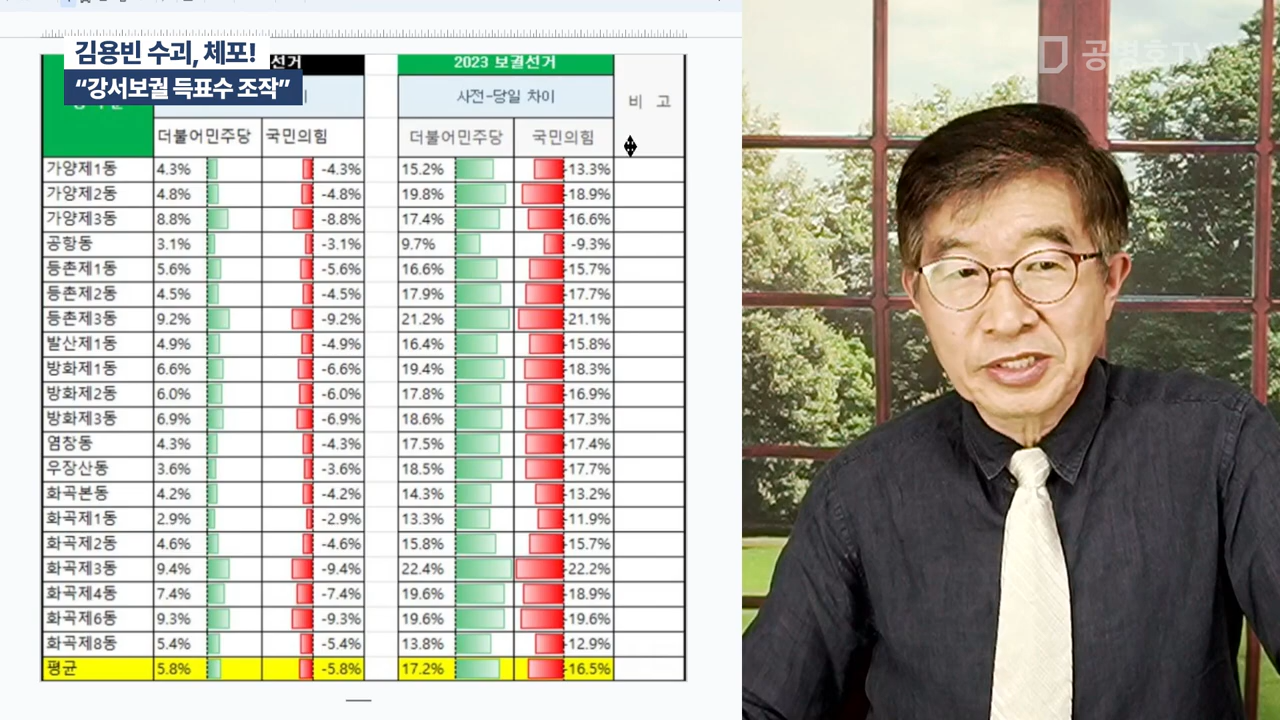 김용빈 수괴, 체포!
“강서보궐 득표수 조작”
선거 2023 보궐선거
사전-당일 차이 비 고
더불어민주당 국민의힘 더불어민주당 국민의힘
가양제1동 4.3% -4.3% 15.2% -13.3%
가양제2동 4.8% -4.8% 19.8% -18.9%
가양제3동 8.8% -8.8% 17.4% -16.6%
공항동 3.1% -3.1% 9.7% -9.3%
등촌제1동 5.6% -5.6% 16.6% -15.7%
등촌제2동 4.5% -4.5% 17.9% -17.7%
등촌제3동 9.2% -9.2% 21.2% -21.1%
발산제1동 4.9% -4.9% 16.4% -15.8%
방화제1동 6.6% -6.6% 19.4% -18.3%
방화제2동 6.0% -6.0% 17.8% -16.9%
방화제3동 6.9% -6.9% 18.6% -17.3%
염창동 4.3% -4.3% 17.5% -17.4%
우장산동 3.6% -3.6% 18.5% -17.7%
화곡본동 4.2% -4.2% 14.3% -13.2%
화곡제1동 2.9% -2.9% 13.3% -11.9%
화곡제2동 4.6% -4.6% 15.8% -15.7%
화곡제3동 9.4% -9.4% 22.4% -22.2%
화곡제4동 7.4% -7.4% 19.6% -18.9%
화곡제6동 9.3% -9.3% 19.6% -19.6%
화곡제8동 5.4% -5.4% 13.8% -12.9%
평균 5.8% -5.8% 17.2% -16.5%
공병호TV